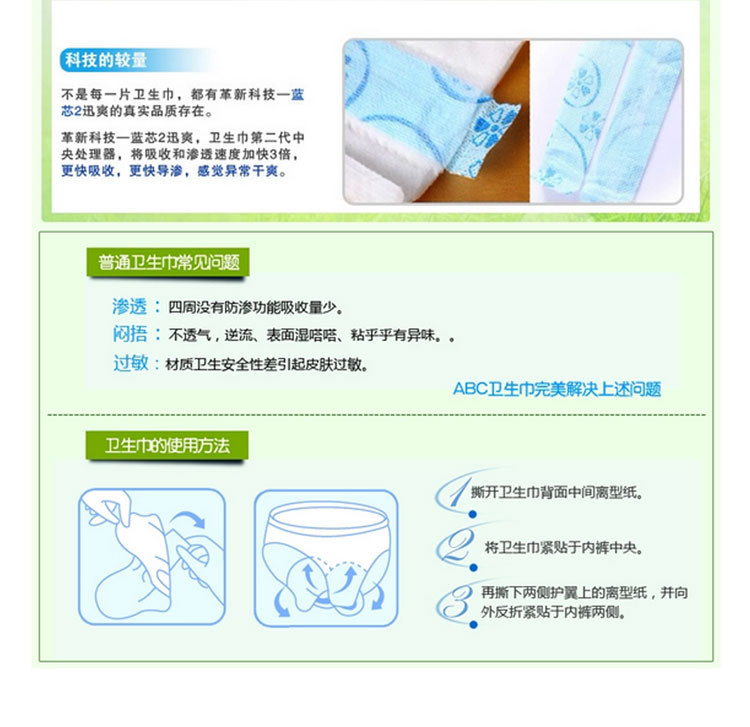 科技的较量
不是每一片卫生巾，都有革新科技—蓝
芯2迅爽的真实品质存在。
革新科技—蓝芯2迅爽，卫生巾第二代中
央处理器，将吸收和渗透速度加快3倍，
更快吸收，更快导渗，感觉异常干爽。
普通卫生巾常见问题
渗透：四周没有防渗功能吸收量少。
闷捂：不透气，逆流、表面湿嗒嗒、粘乎乎有异味。。
过敏：材质卫生安全性差引起皮肤过敏。
ABC卫生巾完美解决上述问题
卫生巾的使用方法
1 撕开卫生巾背面中间离型纸。
2 将卫生巾紧贴于内裤中央。
3 再撕下两侧护翼上的离型纸，并向
外反折紧贴于内裤两侧。